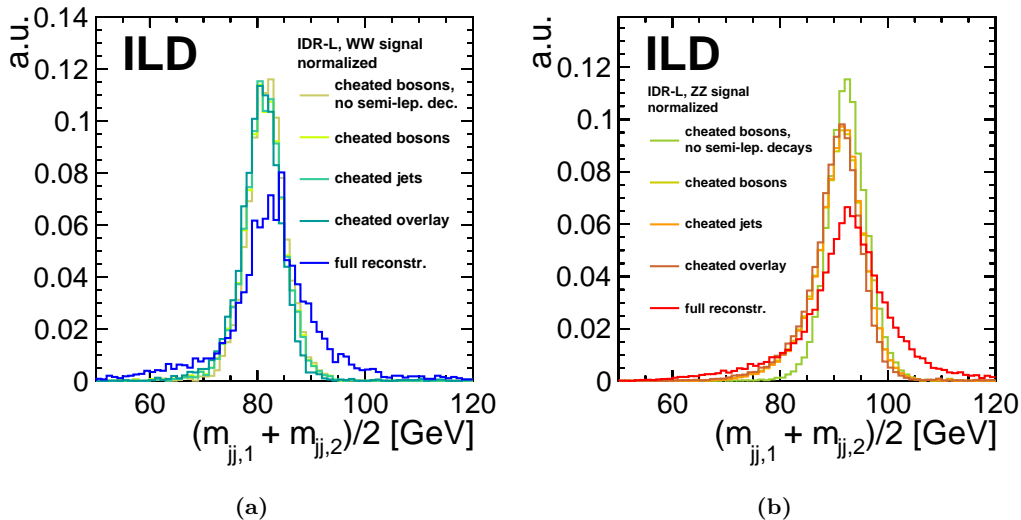 0.14
0.12
0.1
0.08
0.06
0.04
0.02
0
a.u.
ILD
IDR-L, WW signal
normalized
cheated bosons,
no semi-lep. dec.
cheated bosons
cheated jets
cheated overlay
full reconstr.
60 80 100 120
(m_jj,1 + m_jj,2)/2 [GeV]
(a)
0.12
0.1
0.08
0.06
0.04
0.02
0
a.u.
ILD
IDR-L, ZZ signal
normalized
cheated bosons,
no semi-lep. decays
cheated bosons
cheated jets
cheated overlay
full reconstr.
60 80 100 120
(m_jj,1 + m_jj,2)/2 [GeV]
(b)